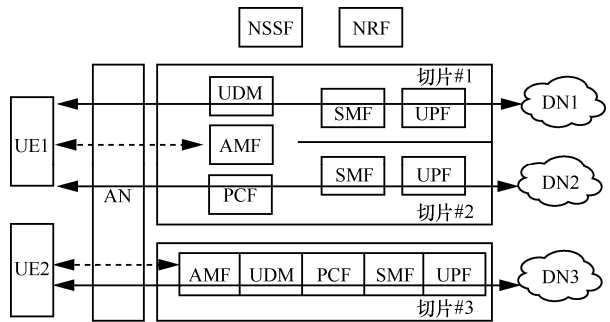 NSSF NRF
切片#1
UDM
SMF UPF
DN1
UE1
AMF
AN
SMF UPF
DN2
PCF
切片#2
UE2
AMF UDM PCF SMF UPF
DN3
切片#3